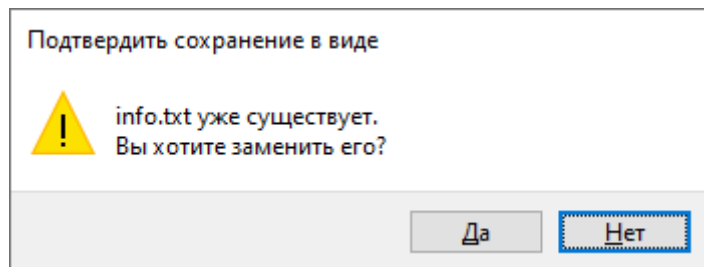 Подтвердить сохранение в виде
info.txt уже существует.
Вы хотите заменить его?
Да
Нет